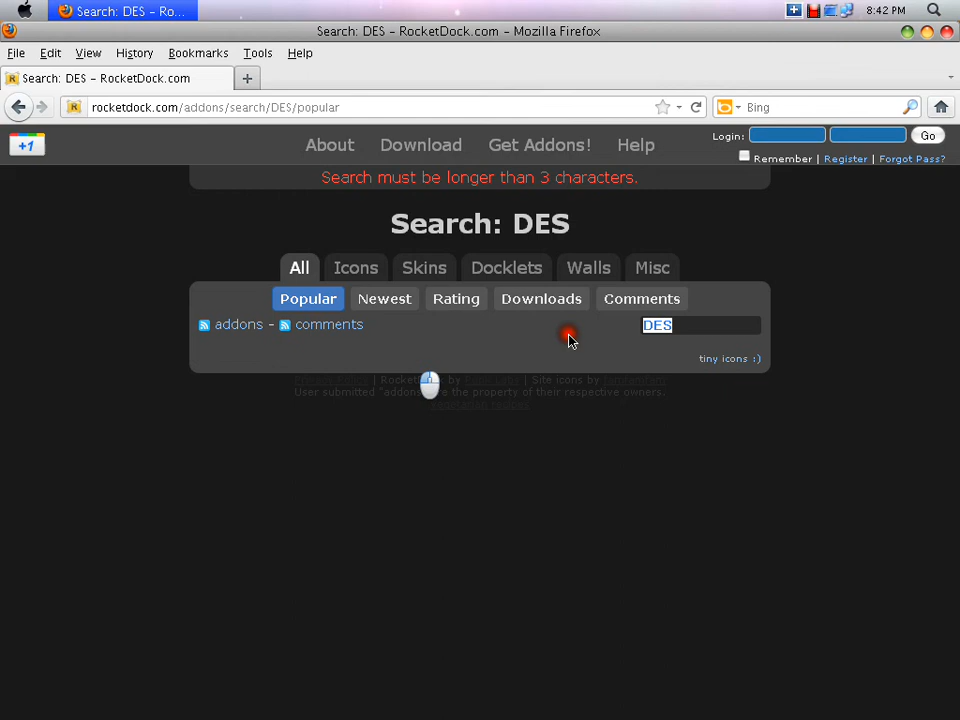 Search: DES - Ro...
8:42 PM
Search: DES - RocketDock.com - Mozilla Firefox
File Edit View History Bookmarks Tools Help
Search: DES - RocketDock.com
rocketdock.com/addons/search/DES/popular
Bing
+1
About Download Get Addons! Help
Login: Go
Remember | Register | Forgot Pass?
Search must be longer than 3 characters.
Search: DES
All Icons Skins Docklets Walls Misc
Popular Newest Rating Downloads Comments
addons - comments
DES
tiny icons :)
by | Site icons by
User submitted "addons are the property of their respective owners.